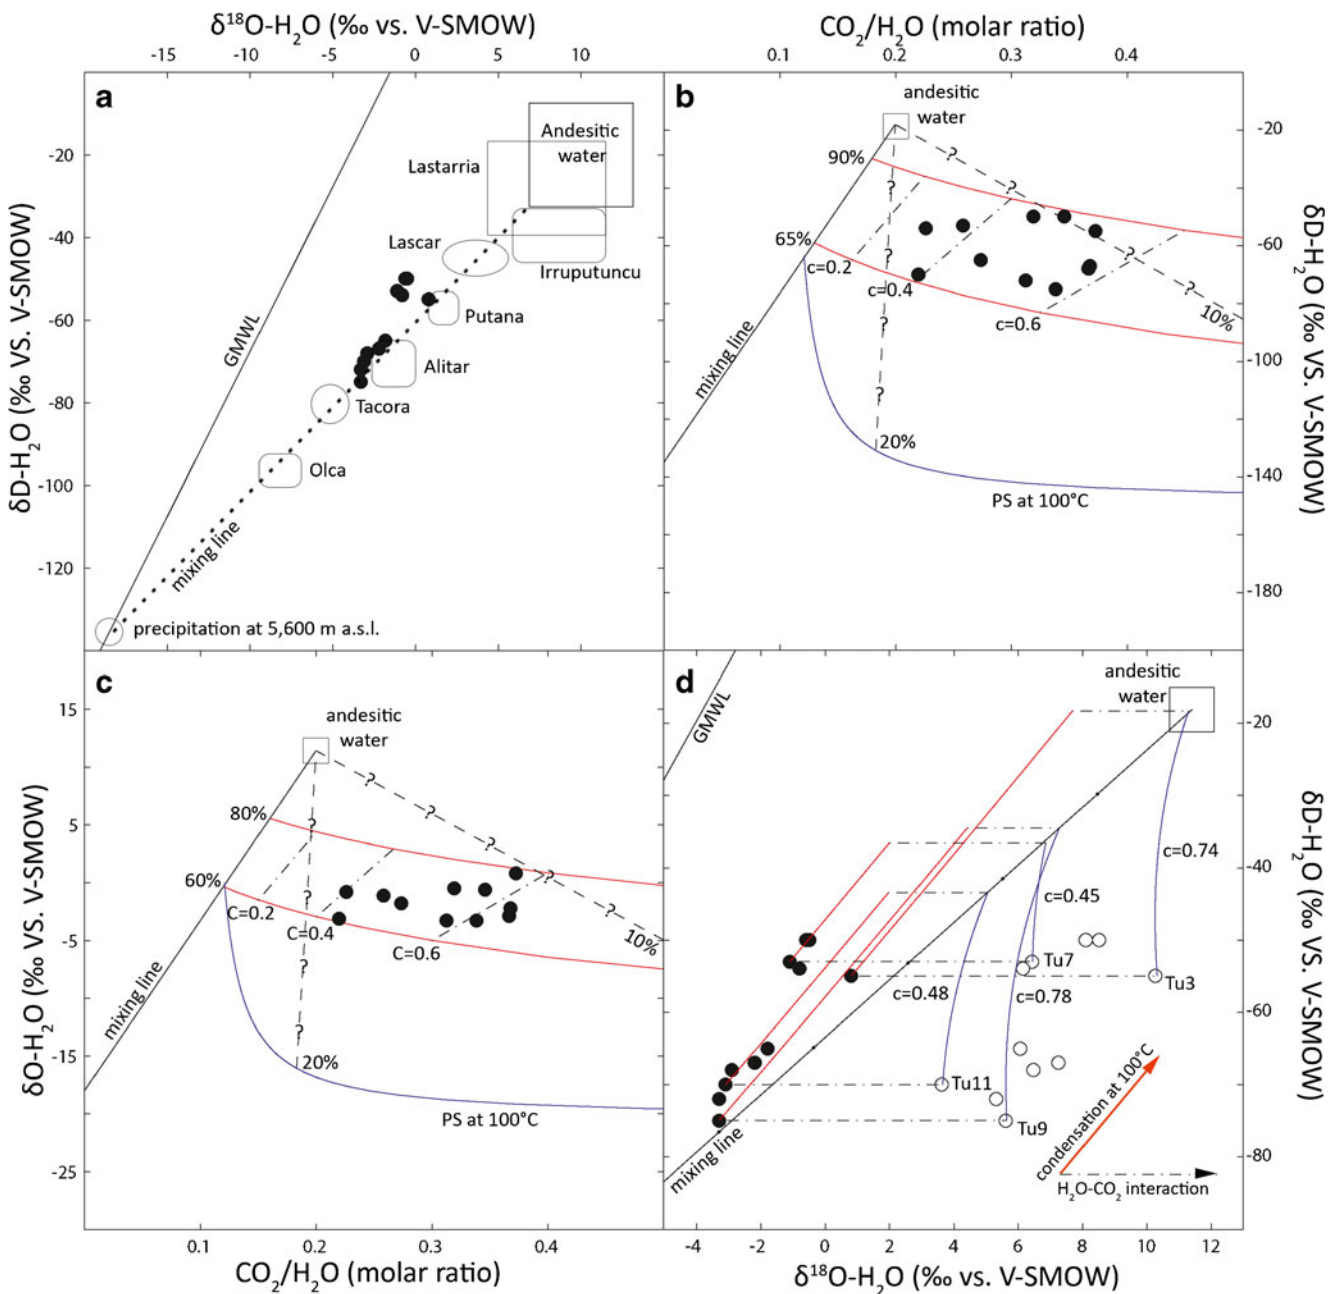 δ¹⁸O-H₂O (‰ vs. V-SMOW)
-15 -10 -5 0 5 10
CO₂/H₂O (molar ratio)
0.1 0.2 0.3 0.4
a
-20
-40
-60
-80
-100
-120
δD-H₂O (‰ VS. V-SMOW)
GMWL
Andesitic
water
Lastarria
Lascar
Irruputuncu
Putana
Alitar
Tacora
Olca
mixing line
precipitation at 5,600 m a.s.l.
b
andesitic
water
90%
65%
c=0.2
c=0.4
c=0.6
? ? ? ?
? ? ? ?
10%
20%
mixing line
PS at 100°C
-20
-60
-100
-140
-180
δD-H₂O (‰ VS. V-SMOW)
c
15
5
-5
-15
-25
δO-H₂O (‰ VS. V-SMOW)
andesitic
water
80%
60%
C=0.2
C=0.4
C=0.6
? ? ?
? ? ? ?
10%
20%
mixing line
PS at 100°C
0.1 0.2 0.3 0.4
CO₂/H₂O (molar ratio)
d
GMWL
andesitic
water
c=0.74
c=0.45
c=0.48
c=0.78
Tu7
Tu3
Tu11
Tu9
mixing line
condensation at 100°C
H₂O-CO₂ interaction
-20
-40
-60
-80
δD-H₂O (‰ VS. V-SMOW)
-4 -2 0 2 4 6 8 10 12
δ¹⁸O-H₂O (‰ vs. V-SMOW)